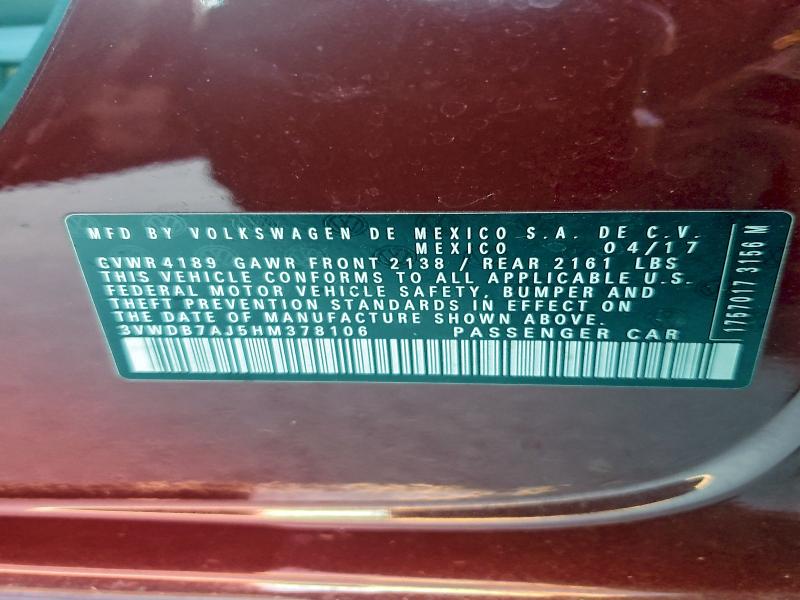 MFD BY VOLKSWAGEN DE MEXICO S.A. DE C.V.
MEXICO 04/17
GVWR 4189 GAWR FRONT 2138 / REAR 2161 LBS
THIS VEHICLE CONFORMS TO ALL APPLICABLE U.S.
FEDERAL MOTOR VEHICLE SAFETY, BUMPER AND
THEFT PREVENTION STANDARDS IN EFFECT ON
THE DATE OF MANUFACTURE SHOWN ABOVE.
3VWDB7AJ5HM378106 PASSENGER CAR
1757017 3156 M